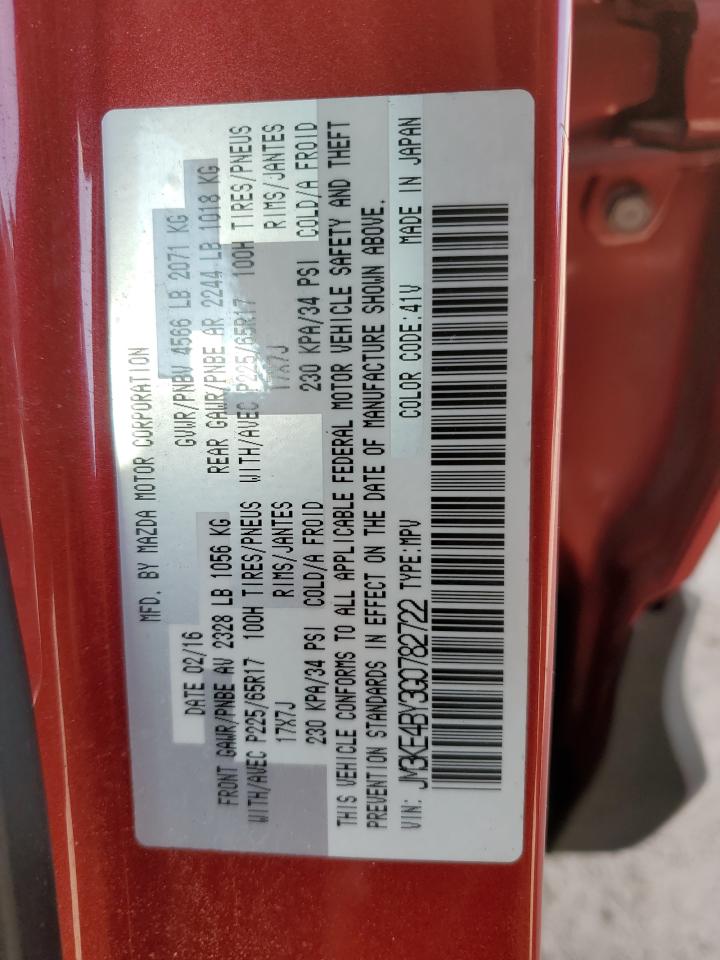 MFD. BY MAZDA MOTOR CORPORATION
DATE 02/16 GVWR/PNBV 4566 LB 2071 KG
FRONT GAWR/PNBE AV 2328 LB 1056 KG REAR GAWR/PNBE AR 2244 LB 1018 KG
WITH/AVEC P225/65R17 100H TIRES/PNEUS WITH/AVEC P225/65R17 100H TIRES/PNEUS
17X7J RIMS/JANTES 17X7J RIMS/JANTES
230 KPA/34 PSI COLD/A FROID 230 KPA/34 PSI COLD/A FROID
THIS VEHICLE CONFORMS TO ALL APPLICABLE FEDERAL MOTOR VEHICLE SAFETY AND THEFT
PREVENTION STANDARDS IN EFFECT ON THE DATE OF MANUFACTURE SHOWN ABOVE.
VIN: JM3KE4BY3G0782722 TYPE:MPV COLOR CODE:41V MADE IN JAPAN